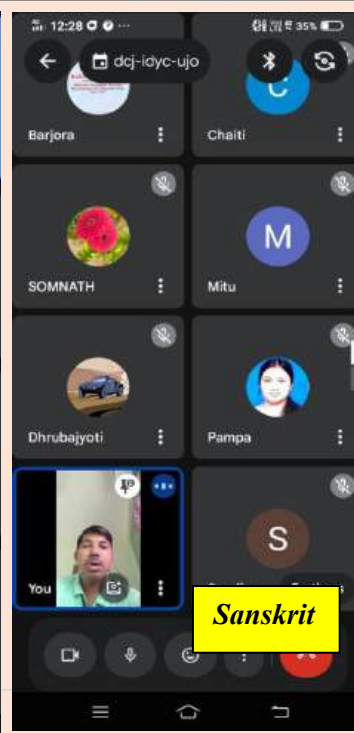 12:28
35%
dcj-idyc-ujo
C
Barjora
Chaiti
M
SOMNATH
Mitu
Dhrubajyoti
Pampa
S
You
Sanskrit